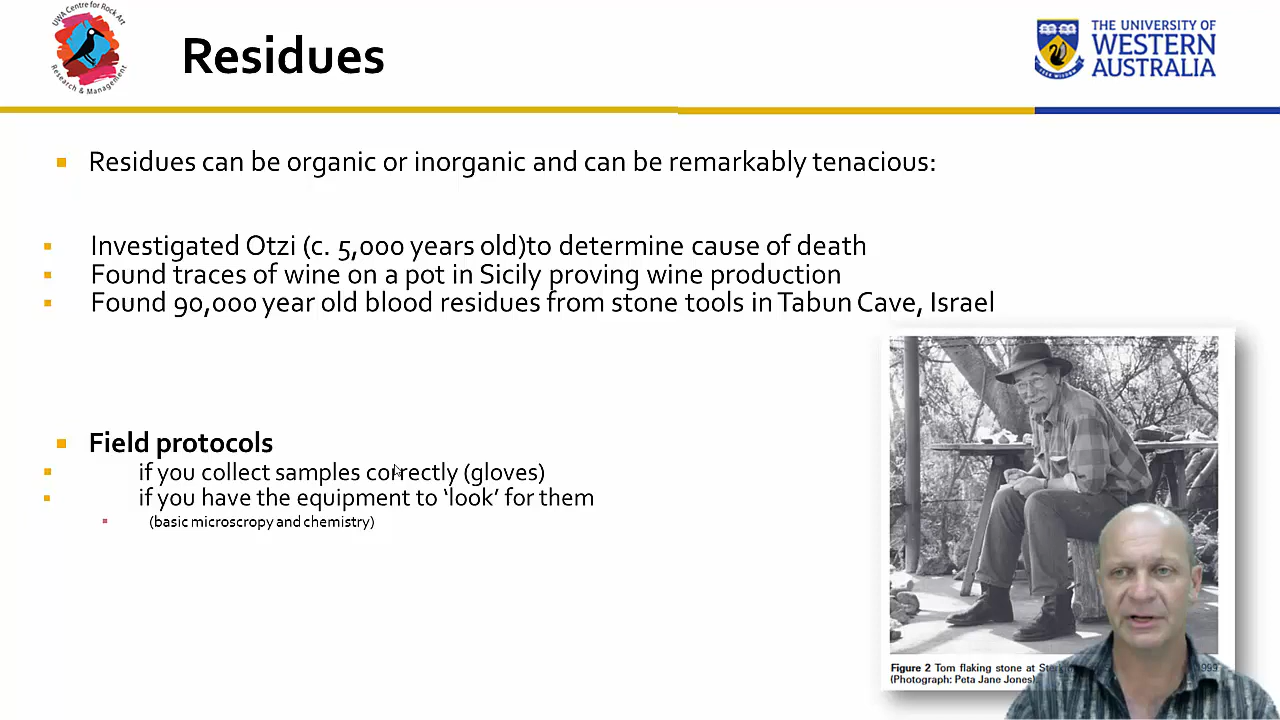 UWA Centre for Rock Art
Research & Management
Residues
THE UNIVERSITY OF
WESTERN
AUSTRALIA
Residues can be organic or inorganic and can be remarkably tenacious:
Investigated Otzi (c. 5,000 years old)to determine cause of death
Found traces of wine on a pot in Sicily proving wine production
Found 90,000 year old blood residues from stone tools in Tabun Cave, Israel
Field protocols
if you collect samples correctly (gloves)
if you have the equipment to ‘look’ for them
(basic microscropy and chemistry)
Figure 2 Tom flaking stone at 1999
(Photograph: Peta Jane Jones)